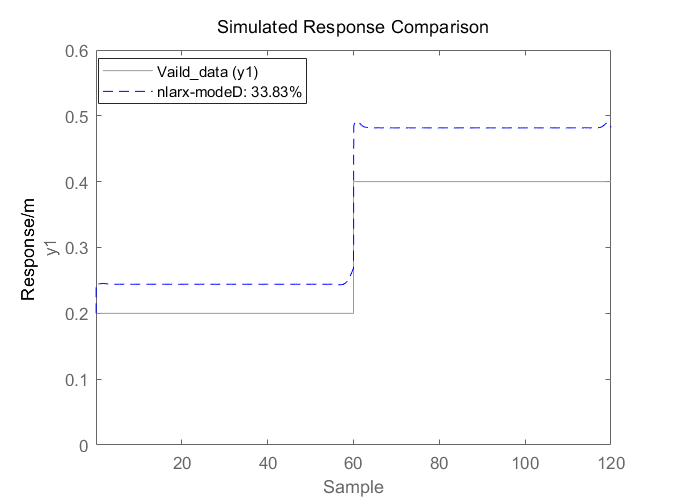 Simulated Response Comparison
0.6
Vaild_data (y1)
nlarx-modeD: 33.83%
0.5
0.4
0.3
0.2
0.1
0
Response/m
y1
20
40
60
80
100
120
Sample